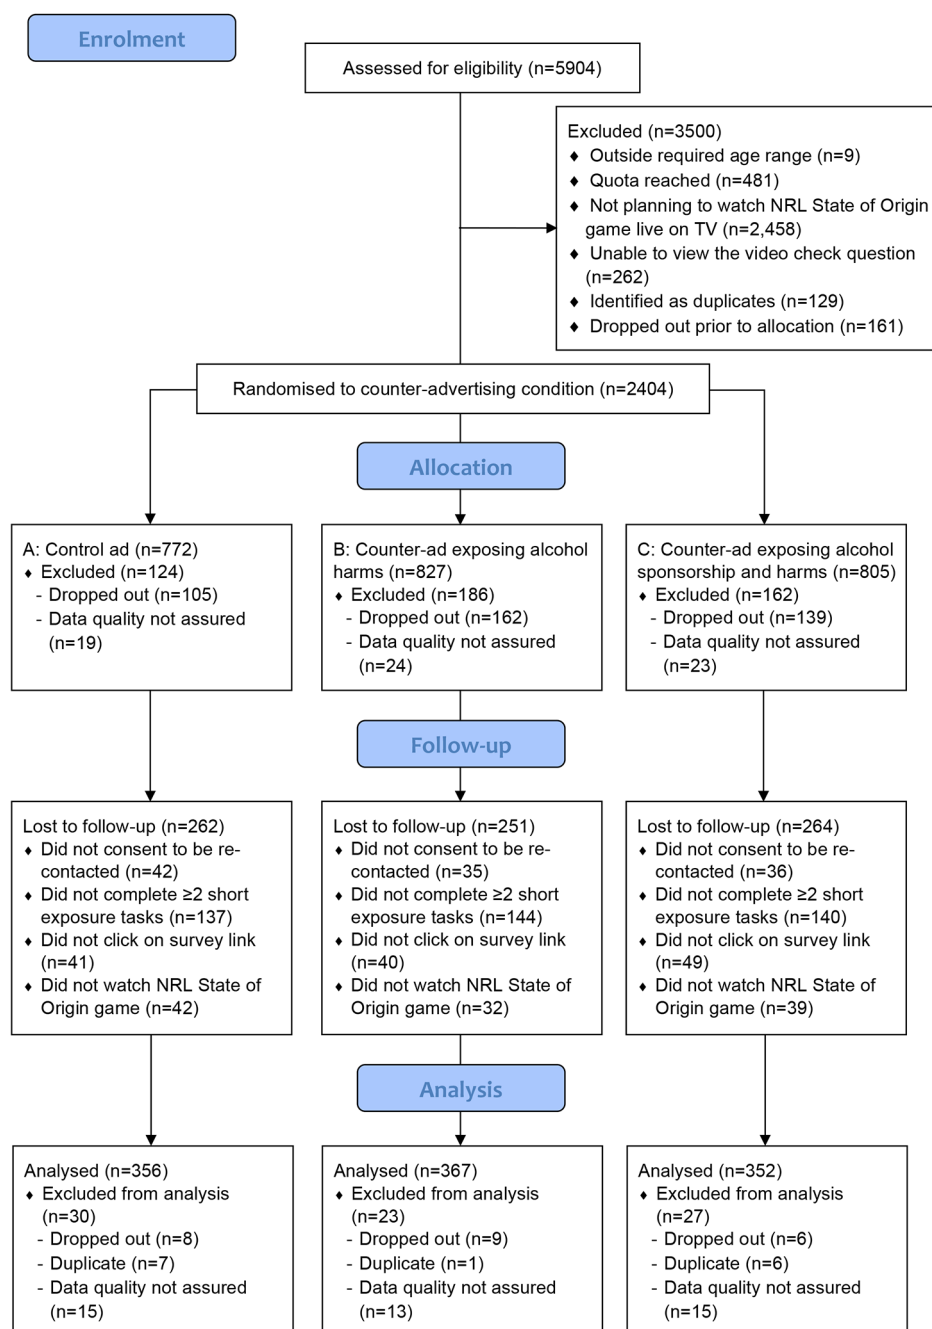 Enrolment
Assessed for eligibility (n=5904)
Excluded (n=3500)
♦ Outside required age range (n=9)
♦ Quota reached (n=481)
♦ Not planning to watch NRL State of Origin
game live on TV (n=2,458)
♦ Unable to view the video check question
(n=262)
♦ Identified as duplicates (n=129)
♦ Dropped out prior to allocation (n=161)
Randomised to counter-advertising condition (n=2404)
Allocation
A: Control ad (n=772)
♦ Excluded (n=124)
- Dropped out (n=105)
- Data quality not assured
(n=19)
B: Counter-ad exposing alcohol
harms (n=827)
♦ Excluded (n=186)
- Dropped out (n=162)
- Data quality not assured
(n=24)
C: Counter-ad exposing alcohol
sponsorship and harms (n=805)
♦ Excluded (n=162)
- Dropped out (n=139)
- Data quality not assured
(n=23)
Follow-up
Lost to follow-up (n=262)
♦ Did not consent to be re-
contacted (n=42)
♦ Did not complete ≥2 short
exposure tasks (n=137)
♦ Did not click on survey link
(n=41)
♦ Did not watch NRL State of
Origin game (n=42)
Lost to follow-up (n=251)
♦ Did not consent to be re-
contacted (n=35)
♦ Did not complete ≥2 short
exposure tasks (n=144)
♦ Did not click on survey link
(n=40)
♦ Did not watch NRL State of
Origin game (n=32)
Lost to follow-up (n=264)
♦ Did not consent to be re-
contacted (n=36)
♦ Did not complete ≥2 short
exposure tasks (n=140)
♦ Did not click on survey link
(n=49)
♦ Did not watch NRL State of
Origin game (n=39)
Analysis
Analysed (n=356)
♦ Excluded from analysis
(n=30)
- Dropped out (n=8)
- Duplicate (n=7)
- Data quality not assured
(n=15)
Analysed (n=367)
♦ Excluded from analysis
(n=23)
- Dropped out (n=9)
- Duplicate (n=1)
- Data quality not assured
(n=13)
Analysed (n=352)
♦ Excluded from analysis
(n=27)
- Dropped out (n=6)
- Duplicate (n=6)
- Data quality not assured
(n=15)